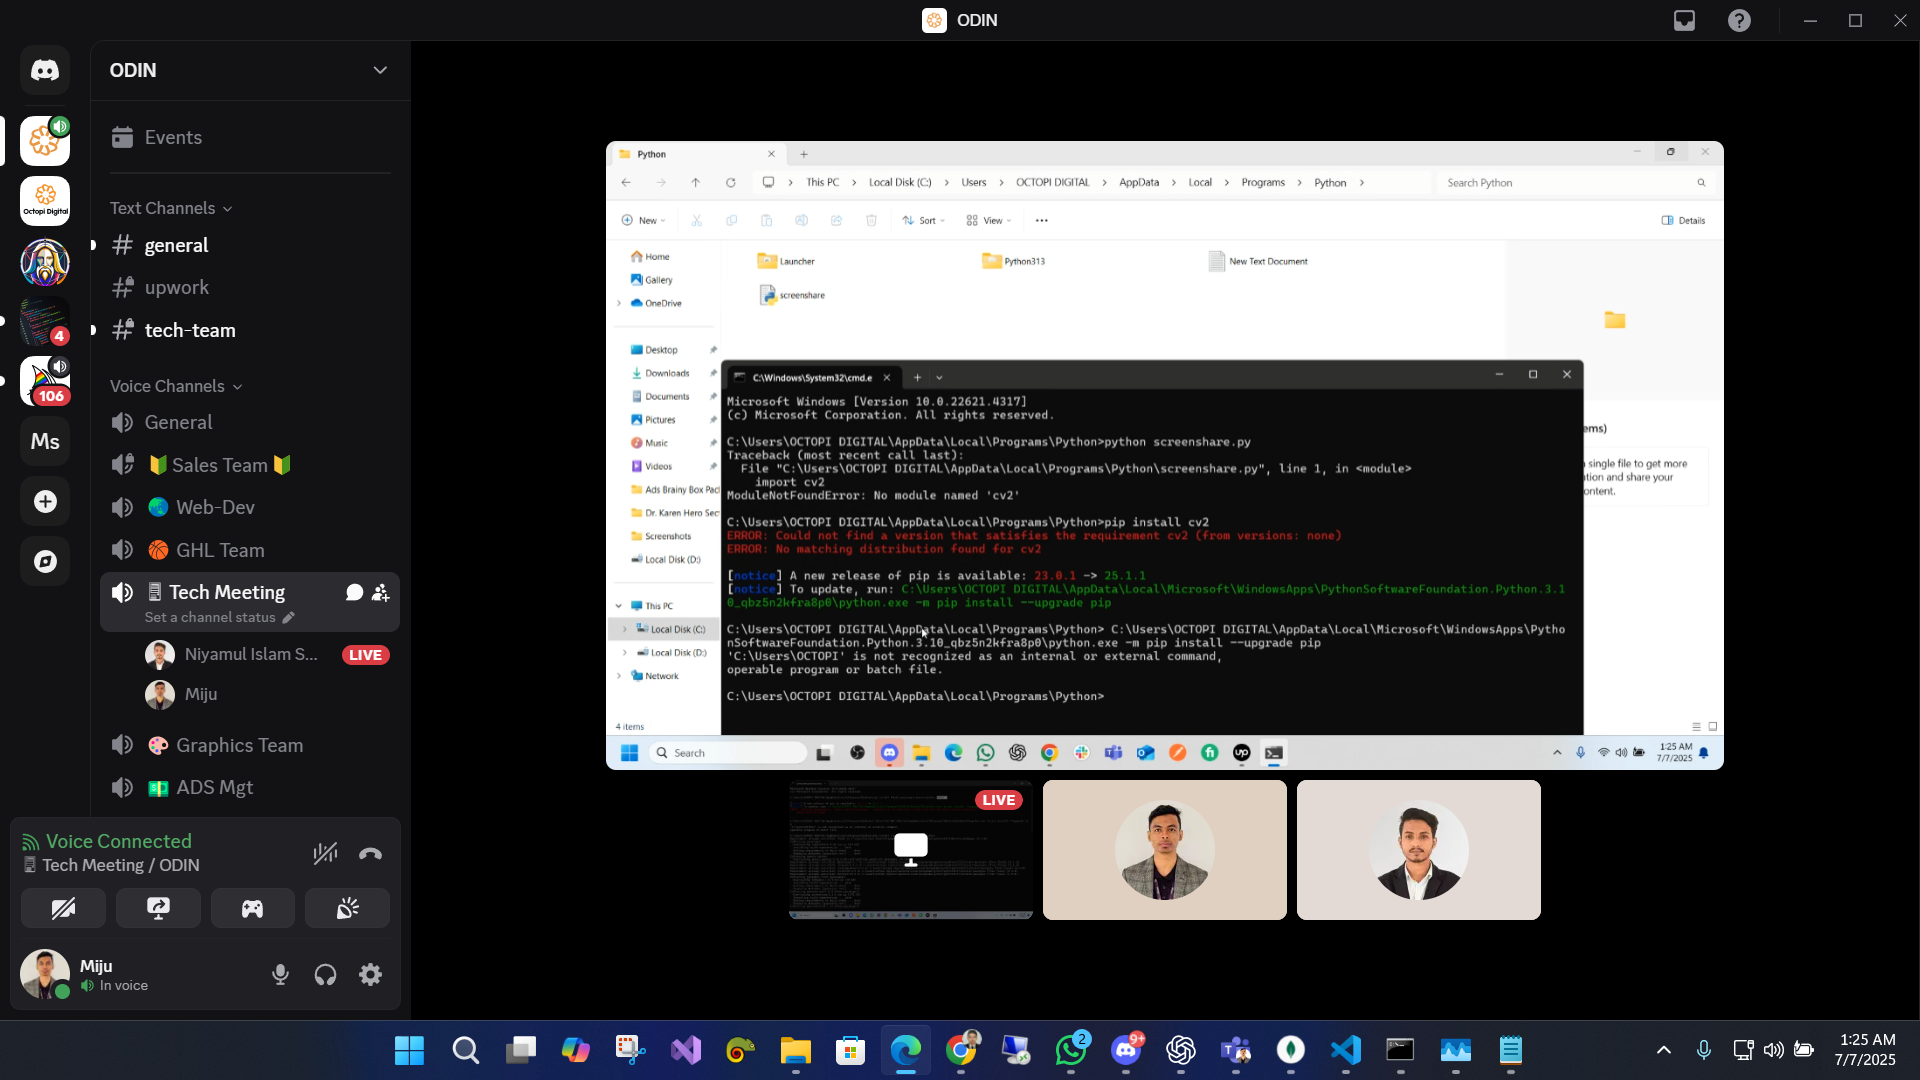 ODIN
ODIN
Events
Text Channels
general
upwork
tech-team
Voice Channels
General
Sales Team
Web-Dev
GHL Team
Tech Meeting
Set a channel status
Niyamul Islam S...
LIVE
Miju
Graphics Team
ADS Mgt
Voice Connected
Tech Meeting / ODIN
Miju
In voice
Octopi Digital
4
106
Ms
Python
This PC > Local Disk (C:) > Users > OCTOPI DIGITAL > AppData > Local > Programs > Python >
Search Python
New
Sort
View
Details
Home
Gallery
OneDrive
Desktop
Downloads
Documents
Pictures
Music
Videos
Ads Brainy Box Pac
Dr. Karen Hero Sec
Screenshots
Local Disk (D:)
This PC
Local Disk (C:)
Local Disk (D:)
Network
4 items
Launcher
Python313
New Text Document
screenshare
ems)
single file to get more
tion and share your
ontent.
C:\Windows\System32\cmd.e
Microsoft Windows [Version 10.0.22621.4317]
(c) Microsoft Corporation. All rights reserved.
C:\Users\OCTOPI DIGITAL\AppData\Local\Programs\Python>python screenshare.py
Traceback (most recent call last):
File "C:\Users\OCTOPI DIGITAL\AppData\Local\Programs\Python\screenshare.py", line 1, in <module>
import cv2
ModuleNotFoundError: No module named 'cv2'
C:\Users\OCTOPI DIGITAL\AppData\Local\Programs\Python>pip install cv2
ERROR: Could not find a version that satisfies the requirement cv2 (from versions: none)
ERROR: No matching distribution found for cv2
[notice] A new release of pip is available: 23.0.1 -> 25.1.1
[notice] To update, run: C:\Users\OCTOPI DIGITAL\AppData\Local\Microsoft\WindowsApps\PythonSoftwareFoundation.Python.3.1
0_qbz5n2kfra8p0\python.exe -m pip install --upgrade pip
C:\Users\OCTOPI DIGITAL\AppData\Local\Programs\Python> C:\Users\OCTOPI DIGITAL\AppData\Local\Microsoft\WindowsApps\Pytho
nSoftwareFoundation.Python.3.10_qbz5n2kfra8p0\python.exe -m pip install --upgrade pip
'C:\Users\OCTOPI' is not recognized as an internal or external command,
operable program or batch file.
C:\Users\OCTOPI DIGITAL\AppData\Local\Programs\Python>
Search
1:25 AM
7/7/2025
LIVE
2
9+
1:25 AM
7/7/2025